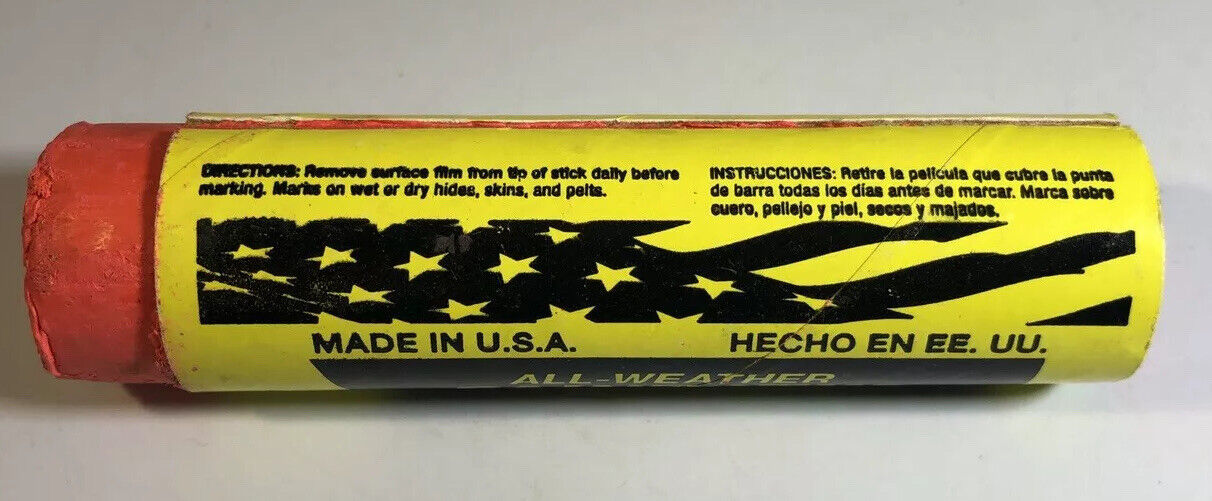 DIRECTIONS: Remove surface film from tip of stick daily before
marking. Marks on wet or dry hides, skins, and pelts.
INSTRUCCIONES: Retire la película que cubre la punta
de barra todas los días antes de marcar. Marca sobre
cuero, pellejo y piel, secos y majados.
MADE IN U.S.A.
HECHO EN EE. UU.
ALL-WEATHER